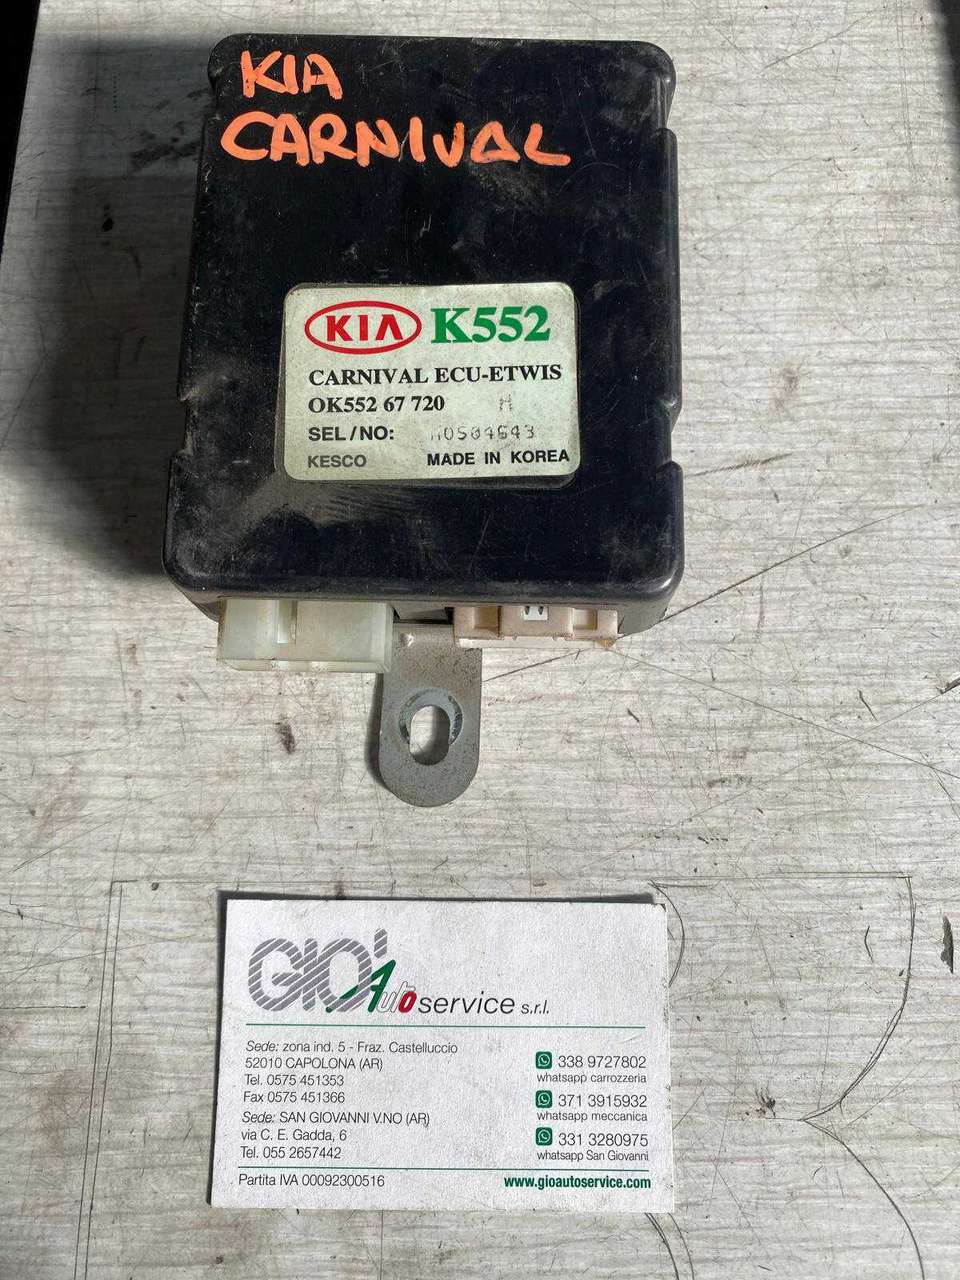 KIA
CARNIVAL
KIA K552
CARNIVAL ECU-ETWIS
OK552 67 720 M
SEL/NO:
KESCO MADE IN KOREA
GIO' Auto service s.r.l.
Sede: zona ind. 5 - Fraz. Castelluccio
52010 CAPOLONA (AR)
Tel. 0575 451353
Fax 0575 451366
Sede: SAN GIOVANNI V.NO (AR)
via C. E. Gadda, 6
Tel. 055 2657442
338 9727802
whatsapp carrozzeria
371 3915932
whatsapp meccanica
331 3280975
whatsapp San Giovanni
Partita IVA 00092300516
www.gioautoservice.com